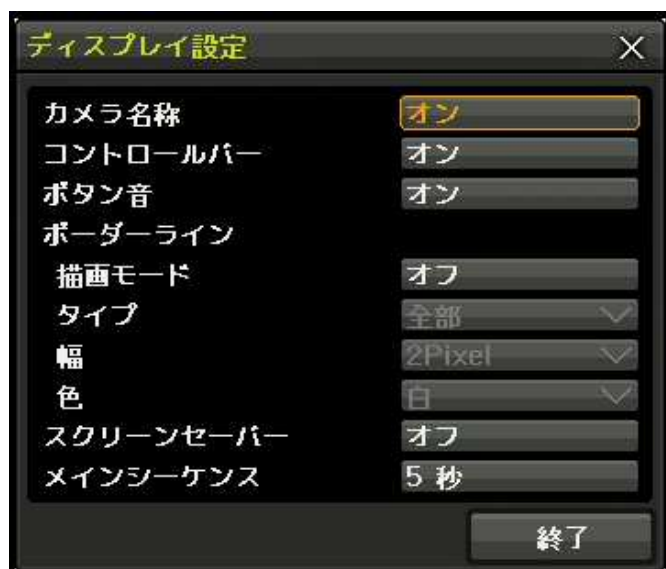 ディスプレイ設定
カメラ名称 オン
コントロールバー オン
ボタン音 オン
ボーダーライン
描画モード オフ
タイプ 全部
幅 2Pixel
色 白
スクリーンセーバー オフ
メインシーケンス 5 秒
終了